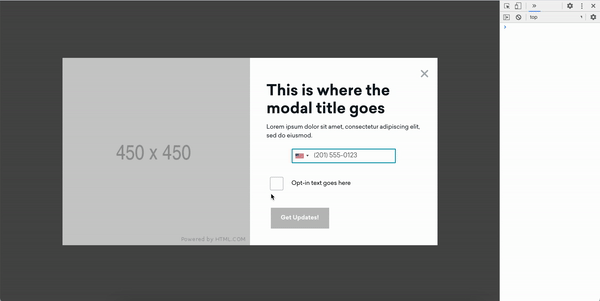 top
450 x 450
Powered by HTML.COM
This is where the
modal title goes
Lorem ipsum dolor sit amet, consectetur adipiscing elit,
sed do eiusmod.
(201) 555-0123
Opt-in text goes here
Get Updates!